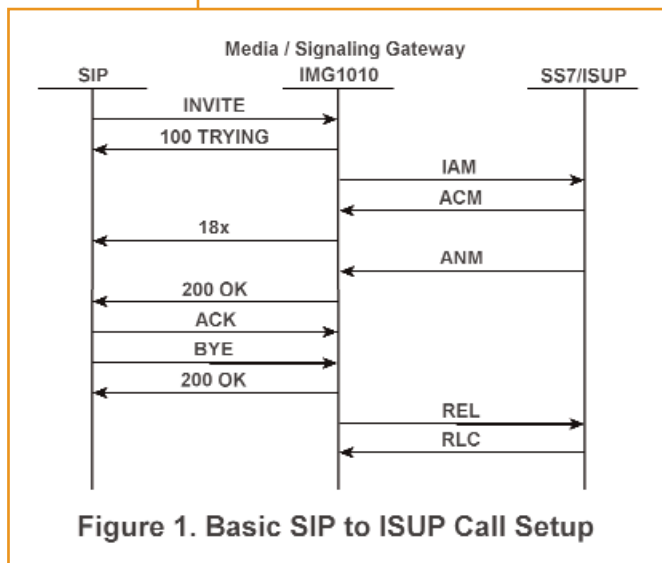 Media / Signaling Gateway
SIP IMG1010 SS7/ISUP
INVITE
100 TRYING
IAM
ACM
18x
ANM
200 OK
ACK
BYE
200 OK
REL
RLC
Figure 1. Basic SIP to ISUP Call Setup